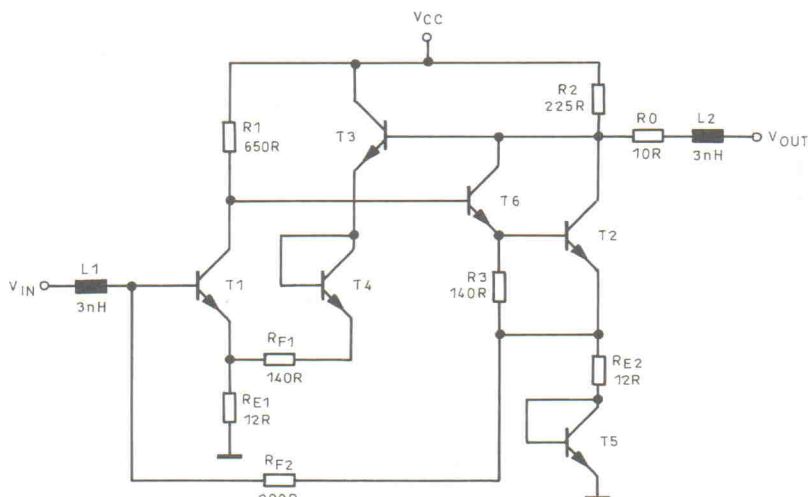 VCC
R2
225R
R0
10R
L2
3nH
VOUT
R1
650R
T3
T6
T2
L1
3nH
VIN
T1
T4
R3
140R
RF1
140R
RE1
12R
RE2
12R
T5
RF2